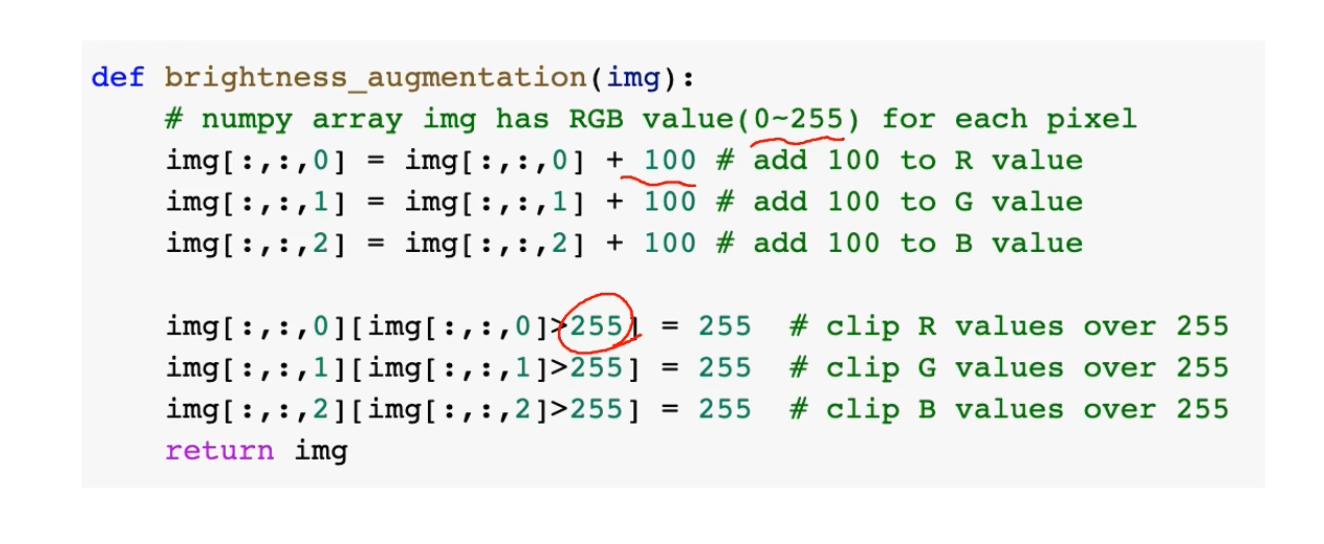 def brightness_augmentation(img):
    # numpy array img has RGB value(0~255) for each pixel
    img[:,:,0] = img[:,:,0] + 100 # add 100 to R value
    img[:,:,1] = img[:,:,1] + 100 # add 100 to G value
    img[:,:,2] = img[:,:,2] + 100 # add 100 to B value

    img[:,:,0][img[:,:,0]>255] = 255  # clip R values over 255
    img[:,:,1][img[:,:,1]>255] = 255  # clip G values over 255
    img[:,:,2][img[:,:,2]>255] = 255  # clip B values over 255
    return img